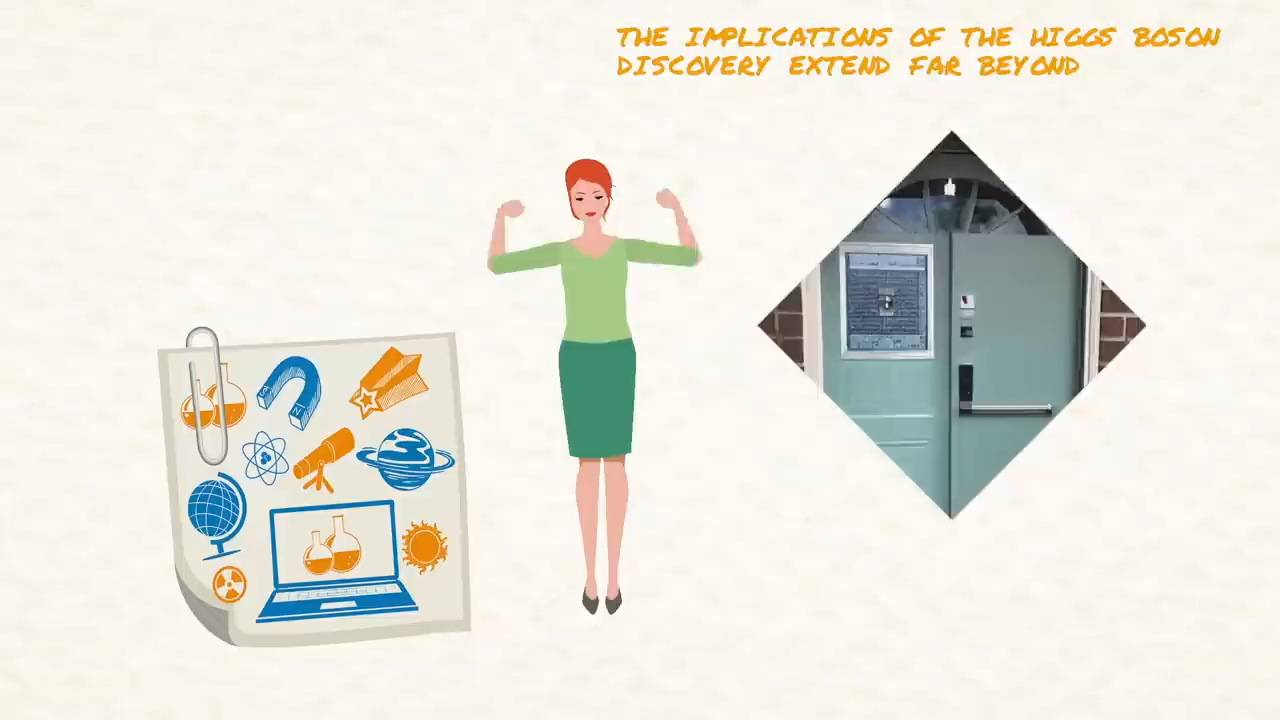 THE IMPLICATIONS OF THE HIGGS BOSON
DISCOVERY EXTEND FAR BEYOND